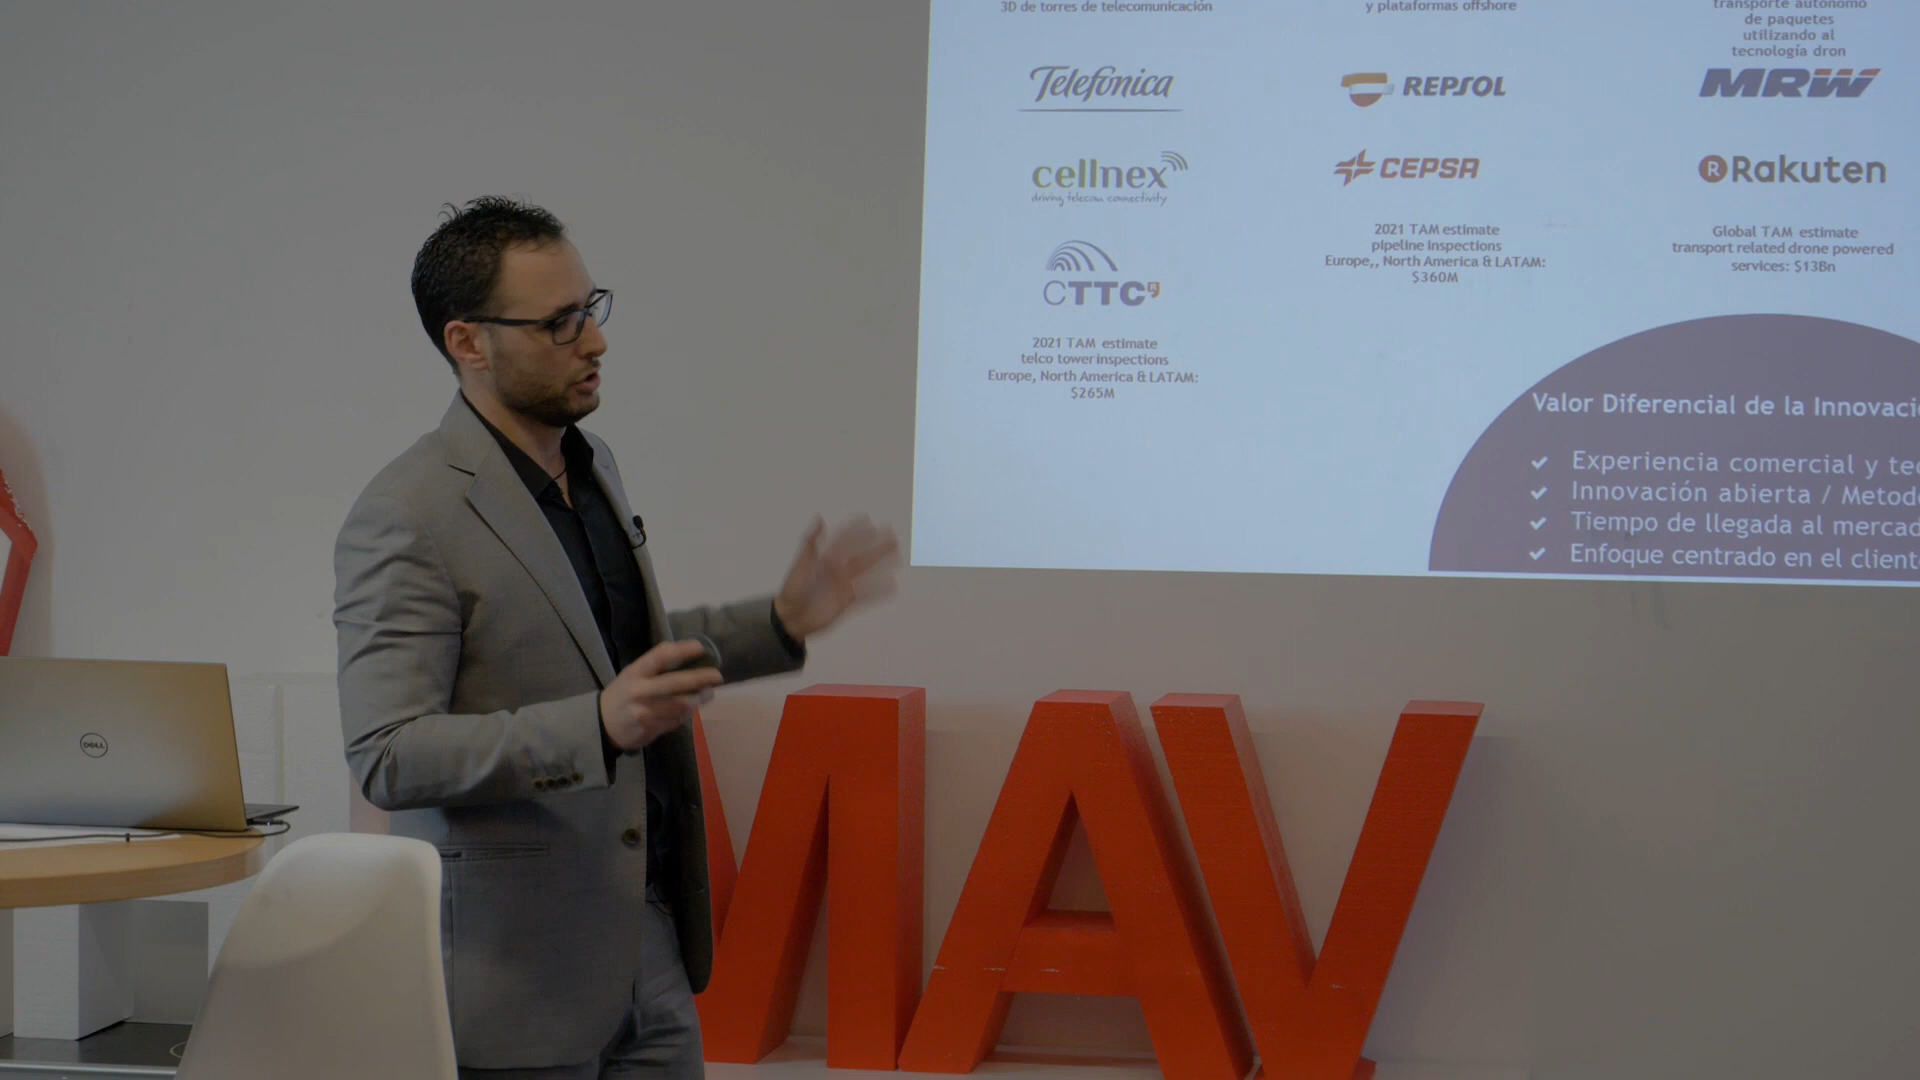 3D de torres de telecomunicación
Telefónica
cellnex
driving telecom connectivity
CTTC
R
2021 TAM estimate
telco tower inspections
Europe, North America & LATAM:
$265M
y plataformas offshore
REPSOL
CEPSA
2021 TAM estimate
pipeline inspections
Europe,, North America & LATAM:
$360M
transporte autónomo
de paquetes
utilizando al
tecnología dron
MRW
R Rakuten
Global TAM estimate
transport related drone powered
services: $13Bn
Valor Diferencial de la Innovaci
Experiencia comercial y tec
Innovación abierta / Metod
Tiempo de llegada al mercad
Enfoque centrado en el client
DELL
MAV